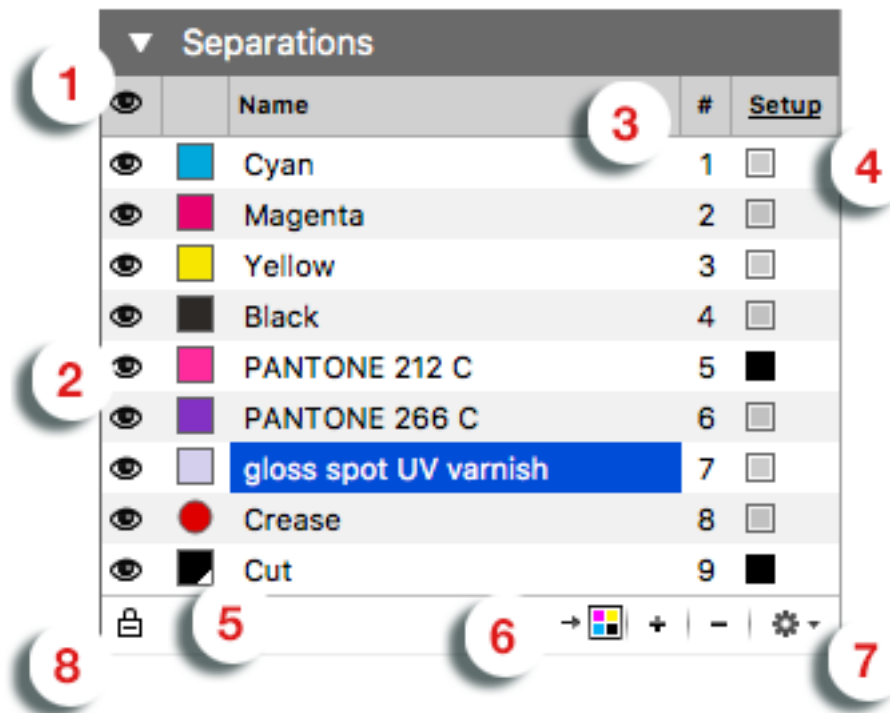 Separations
1
Name # Setup
3
Cyan 1
4
Magenta 2
Yellow 3
Black 4
2
PANTONE 212 C 5
PANTONE 266 C 6
gloss spot UV varnish 7
Crease 8
Cut 9
5
6
+ -
8
7